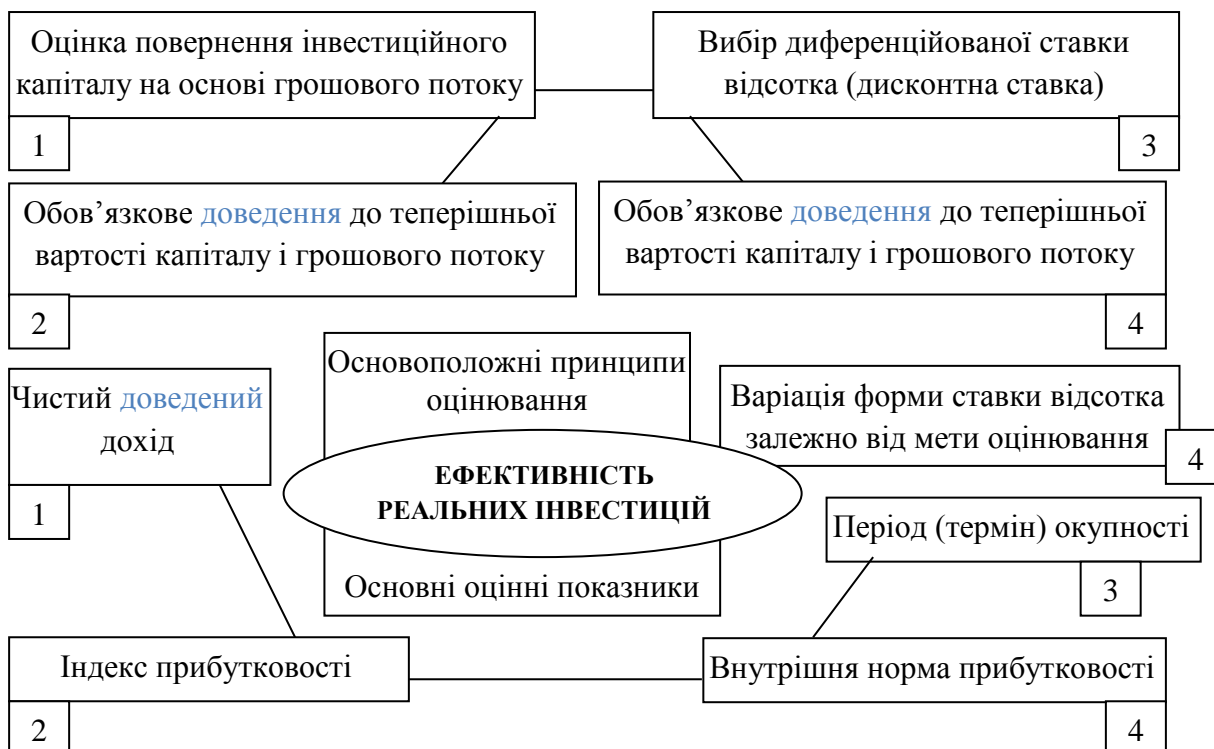 Оцінка повернення інвестиційного
капіталу на основі грошового потоку
1
Вибір диференційованої ставки
відсотка (дисконтна ставка)
3
Обов’язкове доведення до теперішньої
вартості капіталу і грошового потоку
2
Обов’язкове доведення до теперішньої
вартості капіталу і грошового потоку
4
Основоположні принципи
оцінювання
Чистий доведений
дохід
1
Варіація форми ставки відсотка
залежно від мети оцінювання
4
ЕФЕКТИВНІСТЬ
РЕАЛЬНИХ ІНВЕСТИЦІЙ
Період (термін) окупності
3
Основні оцінні показники
Індекс прибутковості
2
Внутрішня норма прибутковості
4